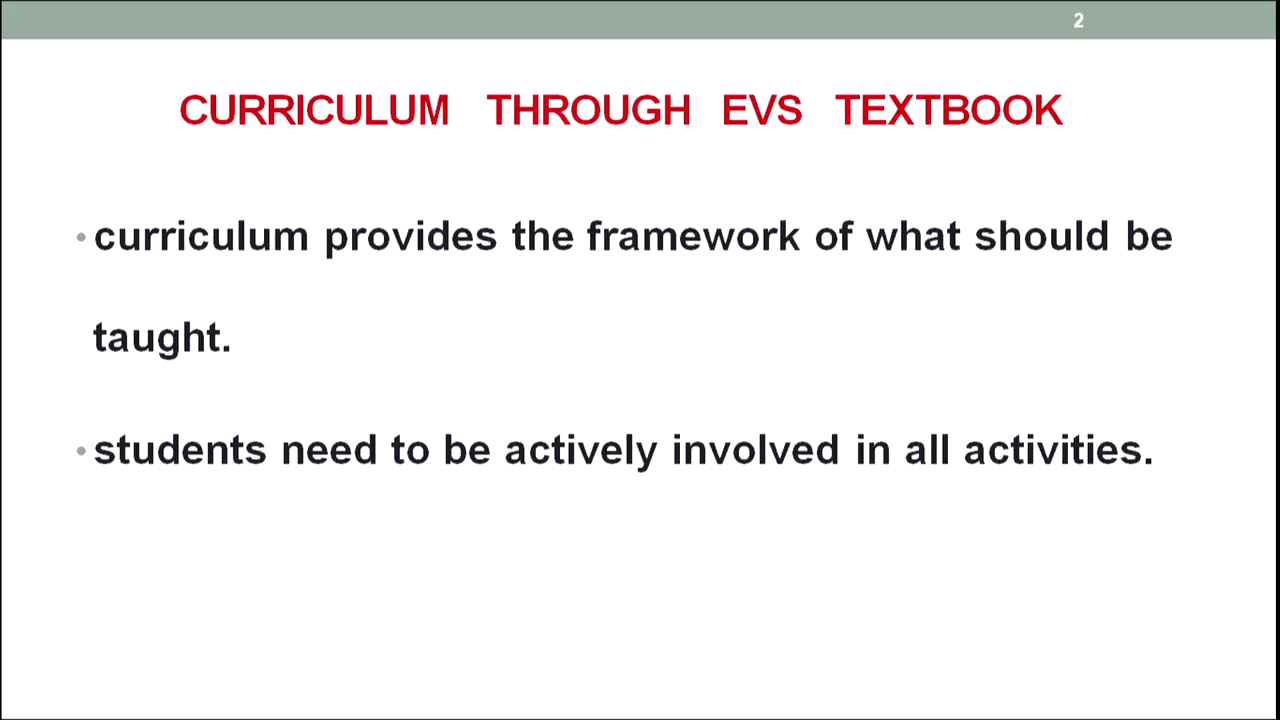 2
CURRICULUM THROUGH EVS TEXTBOOK
• curriculum provides the framework of what should be
taught.
• students need to be actively involved in all activities.